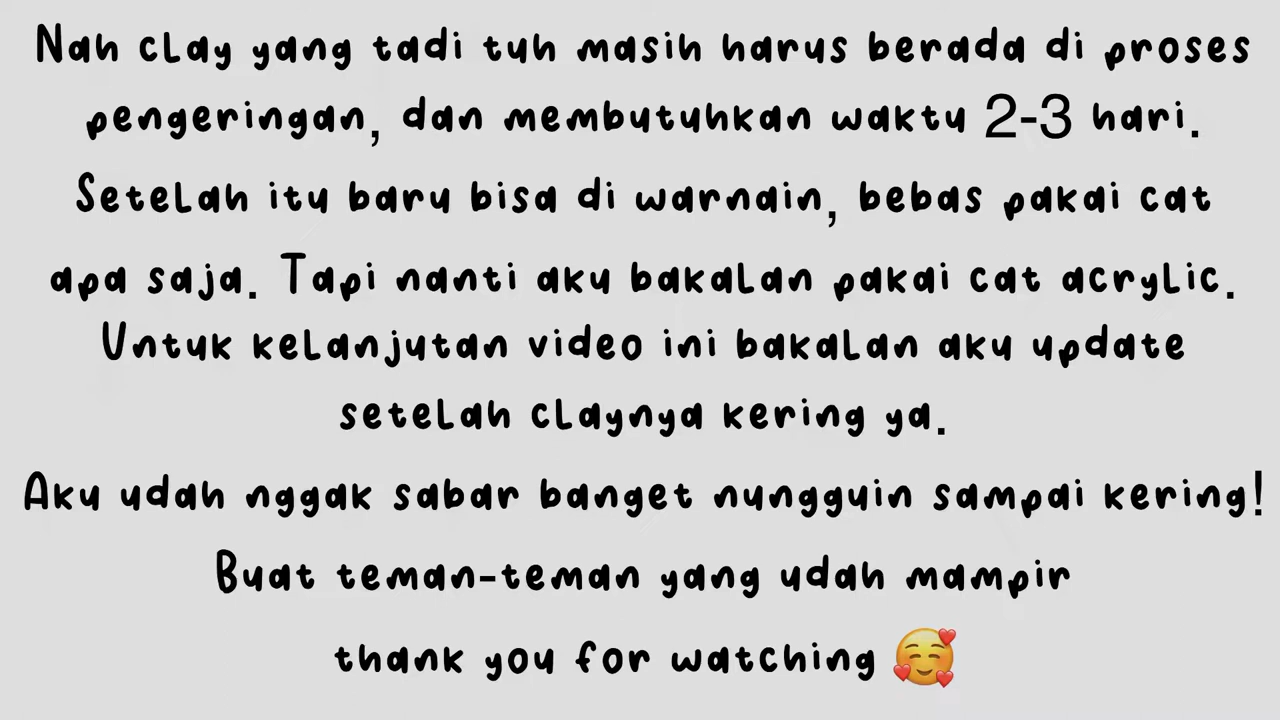 Nah clay yang tadi tuh masih harus berada di proses
pengeringan, dan membutuhkan waktu 2-3 hari.
Setelah itu baru bisa di warnain, bebas pakai cat
apa saja. Tapi nanti aku bakalan pakai cat acrylic.
Untuk kelanjutan video ini bakalan aku update
setelah claynya kering ya.
Aku udah nggak sabar banget nungguin sampai kering!
Buat teman-teman yang udah mampir
thank you for watching 🥰